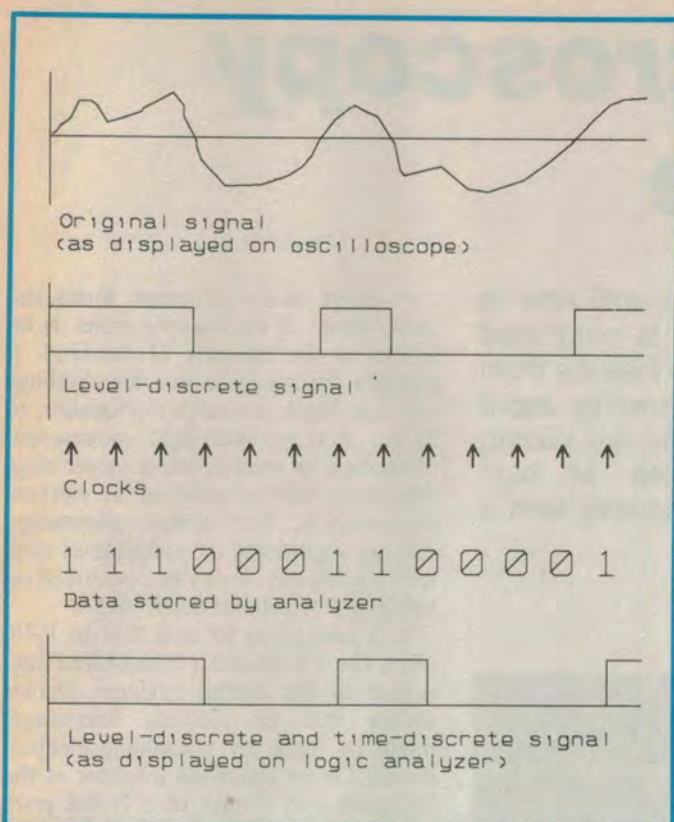 Original signal
(as displayed on oscilloscope)
Level-discrete signal
Clocks
1 1 1 0 0 0 1 1 0 0 0 0 1
Data stored by analyzer
Level-discrete and time-discrete signal
(as displayed on logic analyzer)